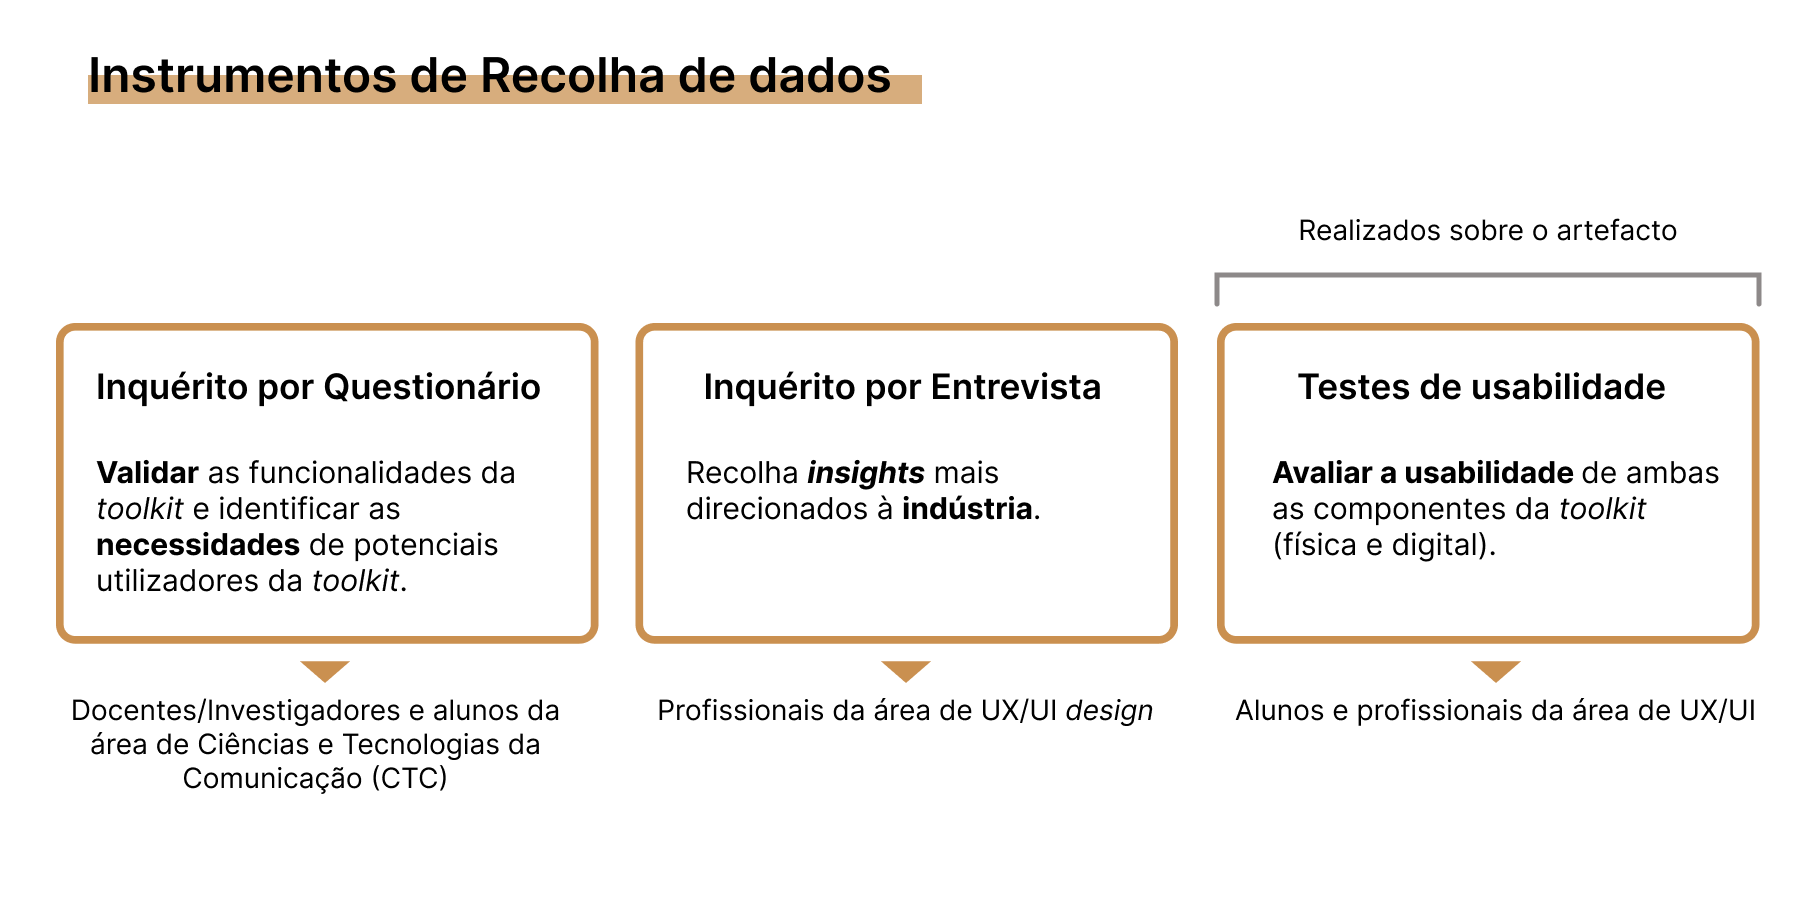 Instrumentos de Recolha de dados
Realizados sobre o artefacto
Inquérito por Questionário
Validar as funcionalidades da
toolkit e identificar as
necessidades de potenciais
utilizadores da toolkit.
Docentes/Investigadores e alunos da
área de Ciências e Tecnologias da
Comunicação (CTC)
Inquérito por Entrevista
Recolha insights mais
direcionados à indústria.
Profissionais da área de UX/UI design
Testes de usabilidade
Avaliar a usabilidade de ambas
as componentes da toolkit
(física e digital).
Alunos e profissionais da área de UX/UI